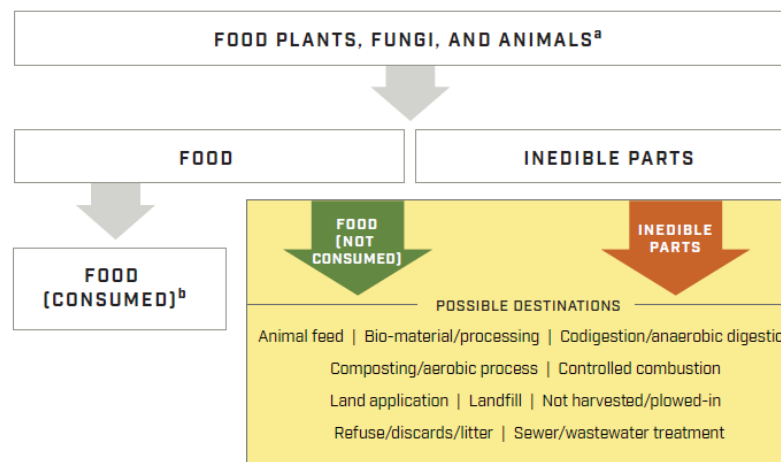 FOOD PLANTS, FUNGI, AND ANIMALSᵃ
FOOD
INEDIBLE PARTS
FOOD
(NOT
CONSUMED)
INEDIBLE
PARTS
FOOD
(CONSUMED)ᵇ
POSSIBLE DESTINATIONS
Animal feed | Bio-material/processing | Codigestion/anaerobic digestio
Composting/aerobic process | Controlled combustion
Land application | Landfill | Not harvested/plowed-in
Refuse/discards/litter | Sewer/wastewater treatment